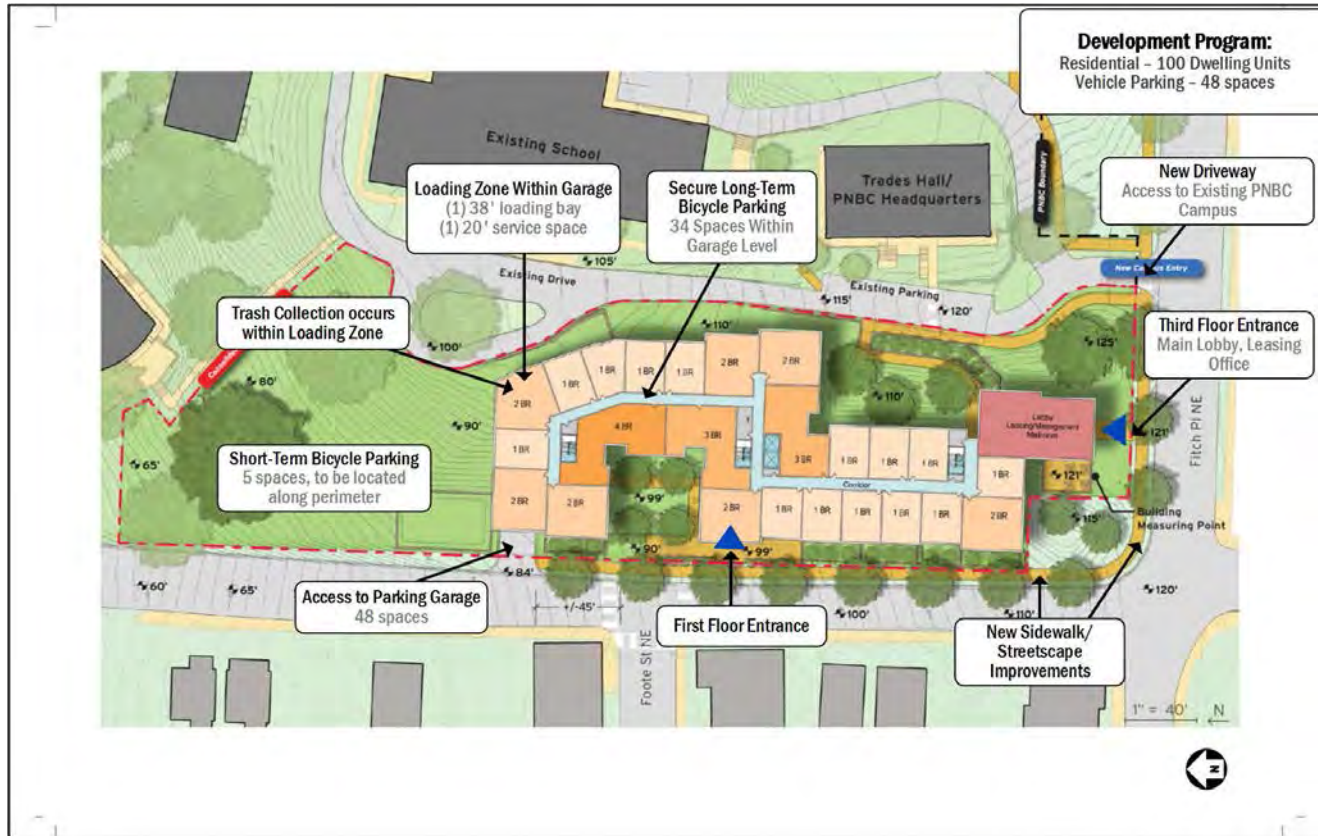 Development Program:
Residential – 100 Dwelling Units
Vehicle Parking – 48 spaces
Existing School
Loading Zone Within Garage
(1) 38' loading bay
(1) 20' service space
Secure Long-Term
Bicycle Parking
34 Spaces Within
Garage Level
Trades Hall/
PNBC Headquarters
PNBC Boundary
New Driveway
Access to Existing PNBC
Campus
New Campus Entry
105'
Existing Drive
115'
Existing Parking
120'
Trash Collection occurs
within Loading Zone
100'
110'
125'
Third Floor Entrance
Main Lobby, Leasing
Office
80'
2 BR
1 BR
1 BR
1 BR
1 BR
2 BR
2 BR
110'
Lobby
Leasing/Management
121'
Fitch Pl NE
90'
4 BR
3 BR
3 BR
1 BR
1 BR
1 BR
1 BR
65'
Short-Term Bicycle Parking
5 spaces, to be located
along perimeter
1 BR
Corridor
1 BR
121'
2 BR
2 BR
99'
2 BR
1 BR
1 BR
1 BR
1 BR
1 BR
2 BR
115'
Building
Measuring Point
90'
99'
60'
65'
84'
Access to Parking Garage
48 spaces
+/-45'
100'
110'
120'
First Floor Entrance
New Sidewalk/
Streetscape
Improvements
Foote St NE
1" = 40'
N
N